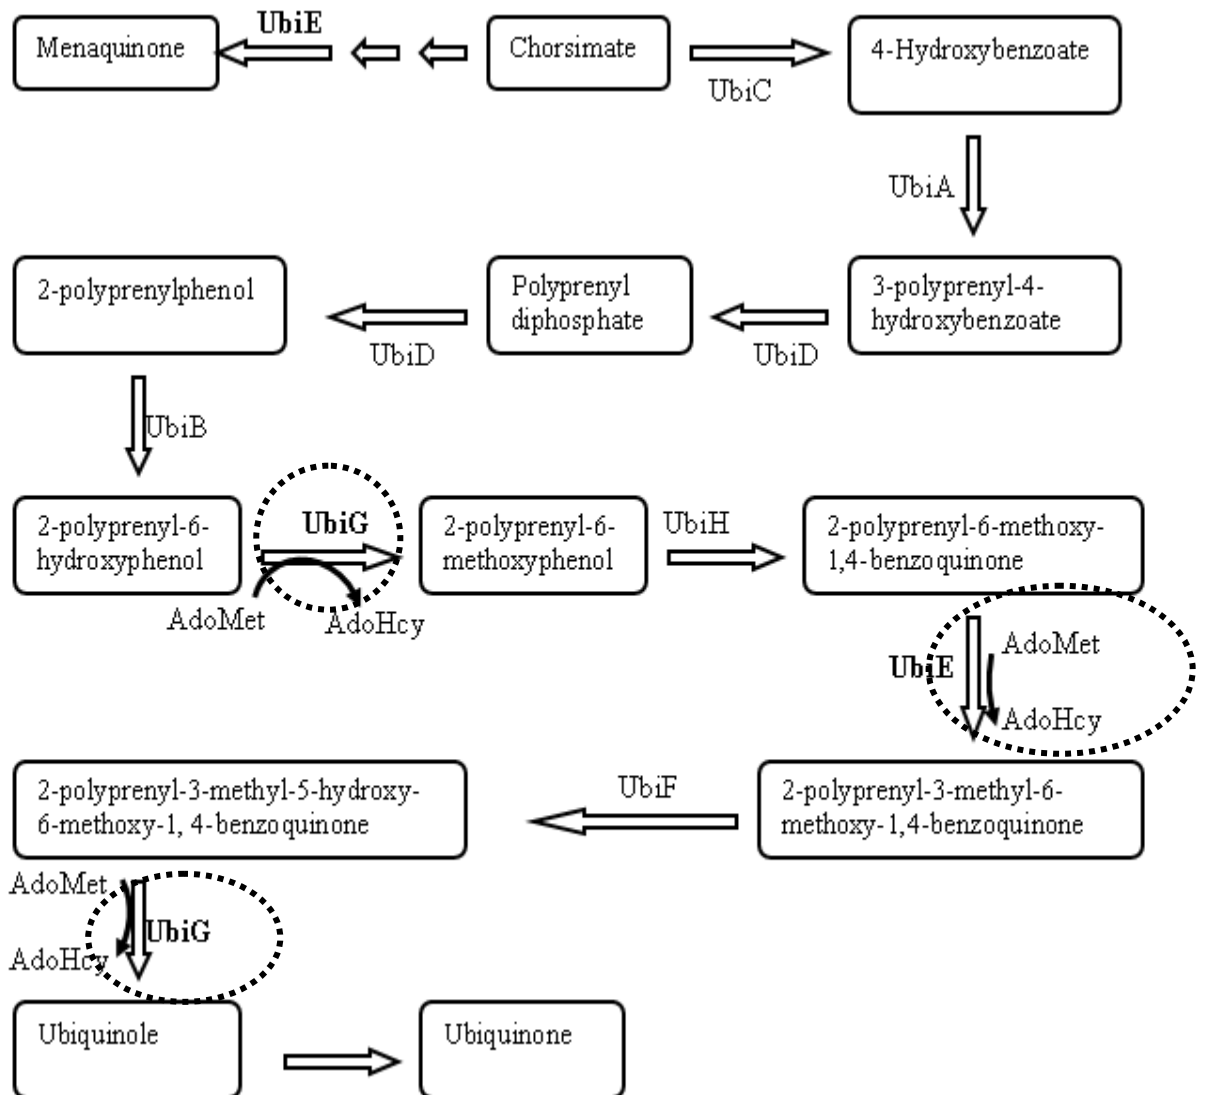 UbiE
Menaquinone
Chorsimate
4-Hydroxybenzoate
UbiC
UbiA
2-polyprenylphenol
Polyprenyl
diphosphate
3-polyprenyl-4-
hydroxybenzoate
UbiD
UbiD
UbiB
2-polyprenyl-6-
hydroxyphenol
UbiG
AdoMet
AdoHcy
2-polyprenyl-6-
methoxyphenol
UbiH
2-polyprenyl-6-methoxy-
1,4-benzoquinone
UbiE
AdoMet
AdoHcy
2-polyprenyl-3-methyl-5-hydroxy-
6-methoxy-1, 4-benzoquinone
UbiF
2-polyprenyl-3-methyl-6-
methoxy-1,4-benzoquinone
AdoMet
UbiG
AdoHcy
Ubiquinole
Ubiquinone